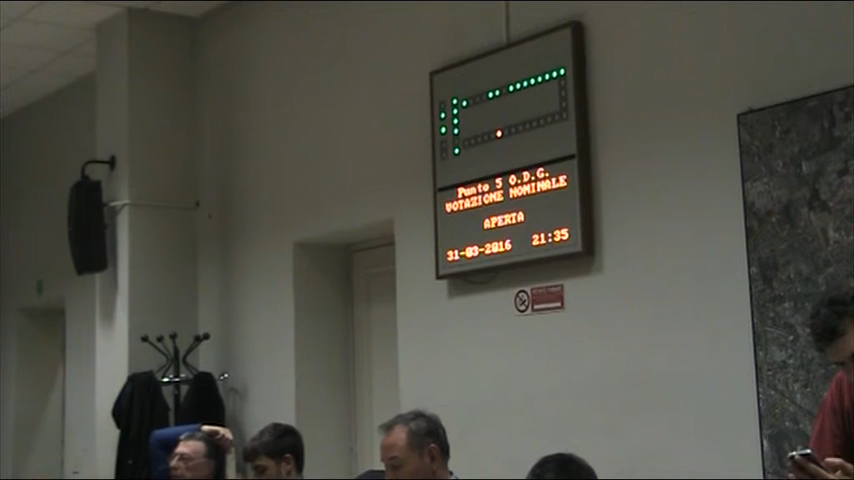 Punto 5 O.D.G.
VOTAZIONE NOMINALE
APERTA
31-03-2016 21:35